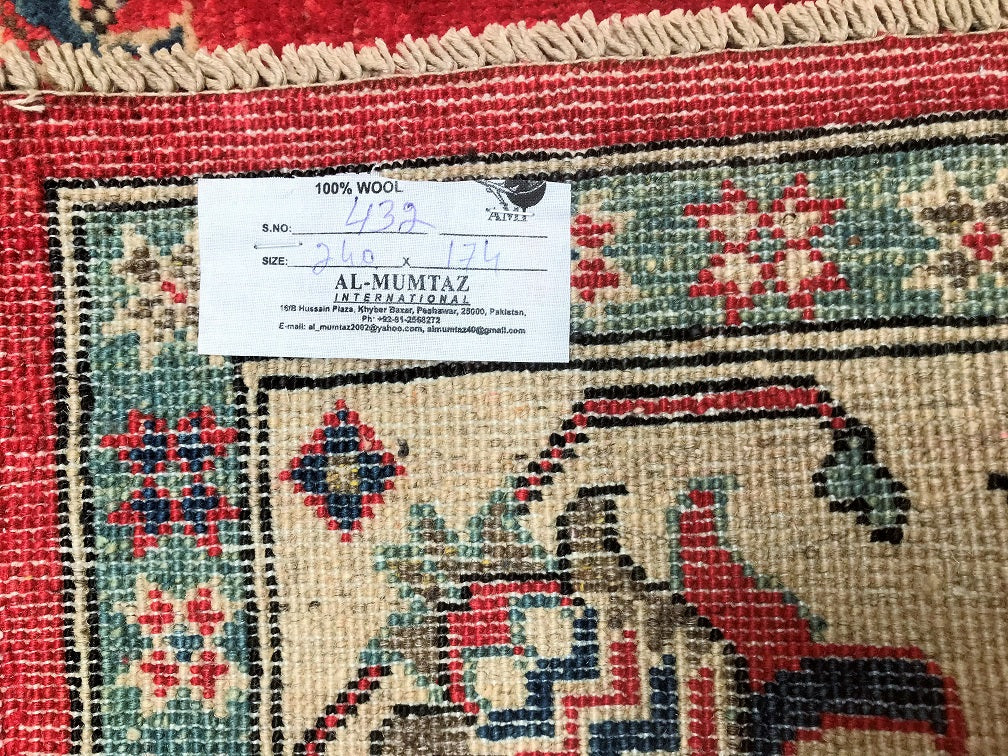 100% WOOL
S.NO: 432
SIZE: 240 X 174
AL-MUMTAZ
INTERNATIONAL
16/B Hussain Plaza, Khyber Bazar, Peshawar, 25000, Pakistan,
Ph: +92-91-2568272
E-mail: al_mumtaz2002@yahoo.com, almumtaz40@gmail.com